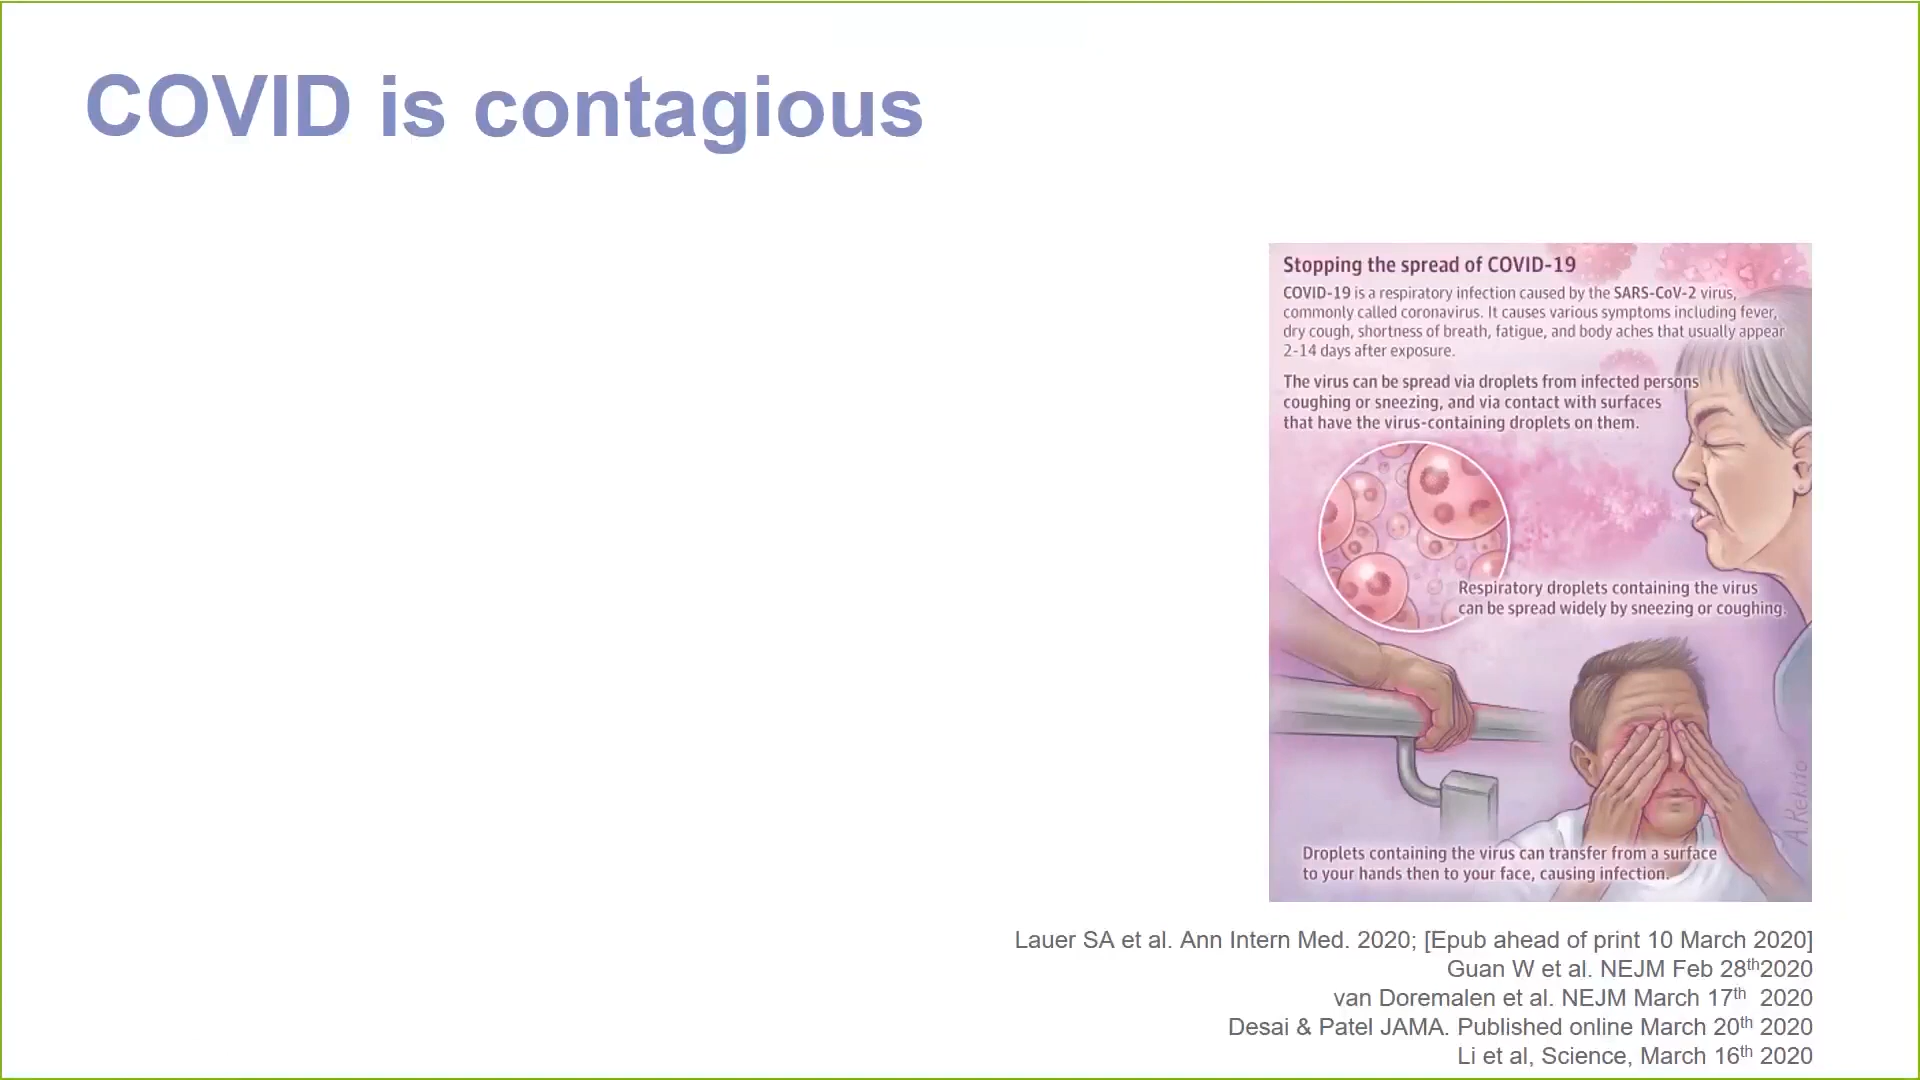 COVID is contagious
Stopping the spread of COVID-19
COVID-19 is a respiratory infection caused by the SARS-CoV-2 virus,
commonly called coronavirus. It causes various symptoms including fever,
dry cough, shortness of breath, fatigue, and body aches that usually appear
2-14 days after exposure.
The virus can be spread via droplets from infected persons
coughing or sneezing, and via contact with surfaces
that have the virus-containing droplets on them.
Respiratory droplets containing the virus
can be spread widely by sneezing or coughing.
A.Rekito
Droplets containing the virus can transfer from a surface
to your hands then to your face, causing infection.
Lauer SA et al. Ann Intern Med. 2020; [Epub ahead of print 10 March 2020]
Guan W et al. NEJM Feb 28th2020
van Doremalen et al. NEJM March 17th 2020
Desai & Patel JAMA. Published online March 20th 2020
Li et al, Science, March 16th 2020